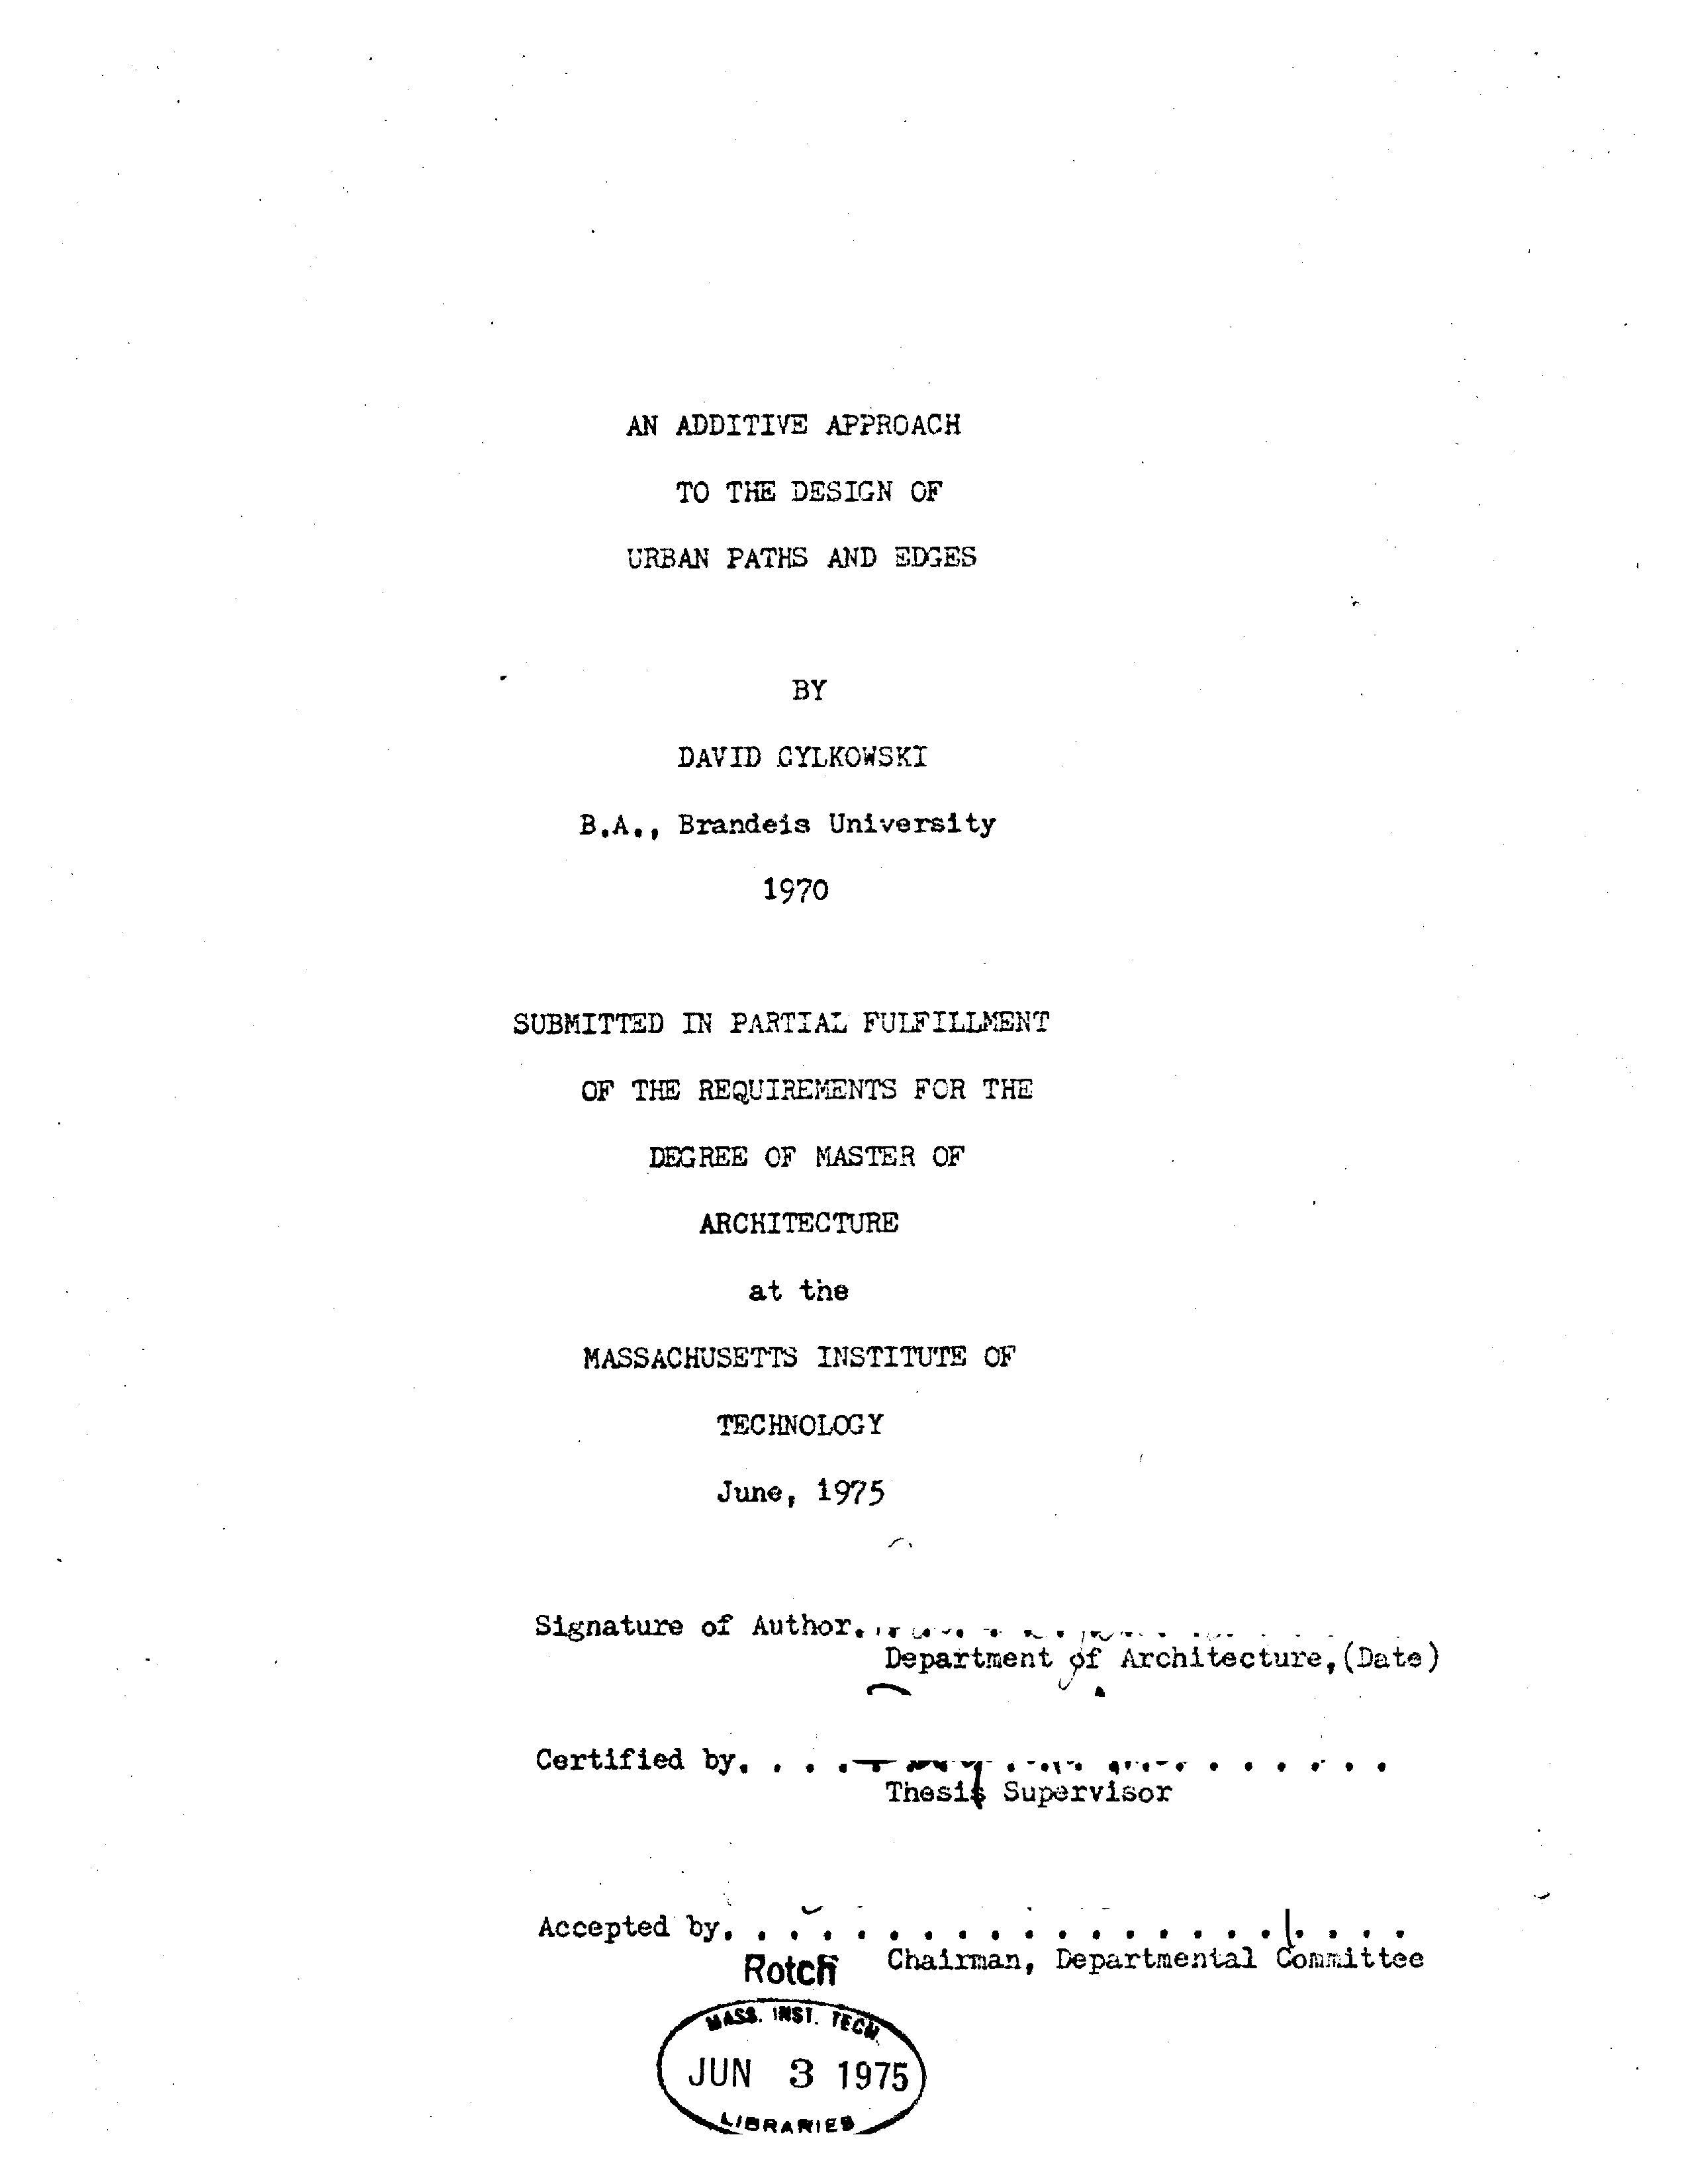 AN ADDITIVE APPROACH
TO THE DESIGN OF
URBAN PATHS AND EDGES
BY
DAVID CYLKOWSKI
B.A., Brandeis University
1970
SUBMITTED IN PARTIAL FULFILLMENT
OF THE REQUIREMENTS FOR THE
DEGREE OF MASTER OF
ARCHITECTURE
at the
MASSACHUSETTS INSTITUTE OF
TECHNOLOGY
June, 1975
Signature of Author.
Department of Architecture,(Date)
Certified by. . . . .
Thesis Supervisor
Accepted by. . . . . . . . . . . . . . . . . . . . .
Rotch Chairman, Departmental Committee
MASS. INST. TECH.
JUN 3 1975
LIBRARIES